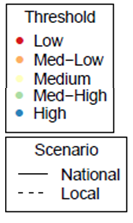 Threshold
Low
Med−Low
Medium
Med−High
High
Scenario
National
Local